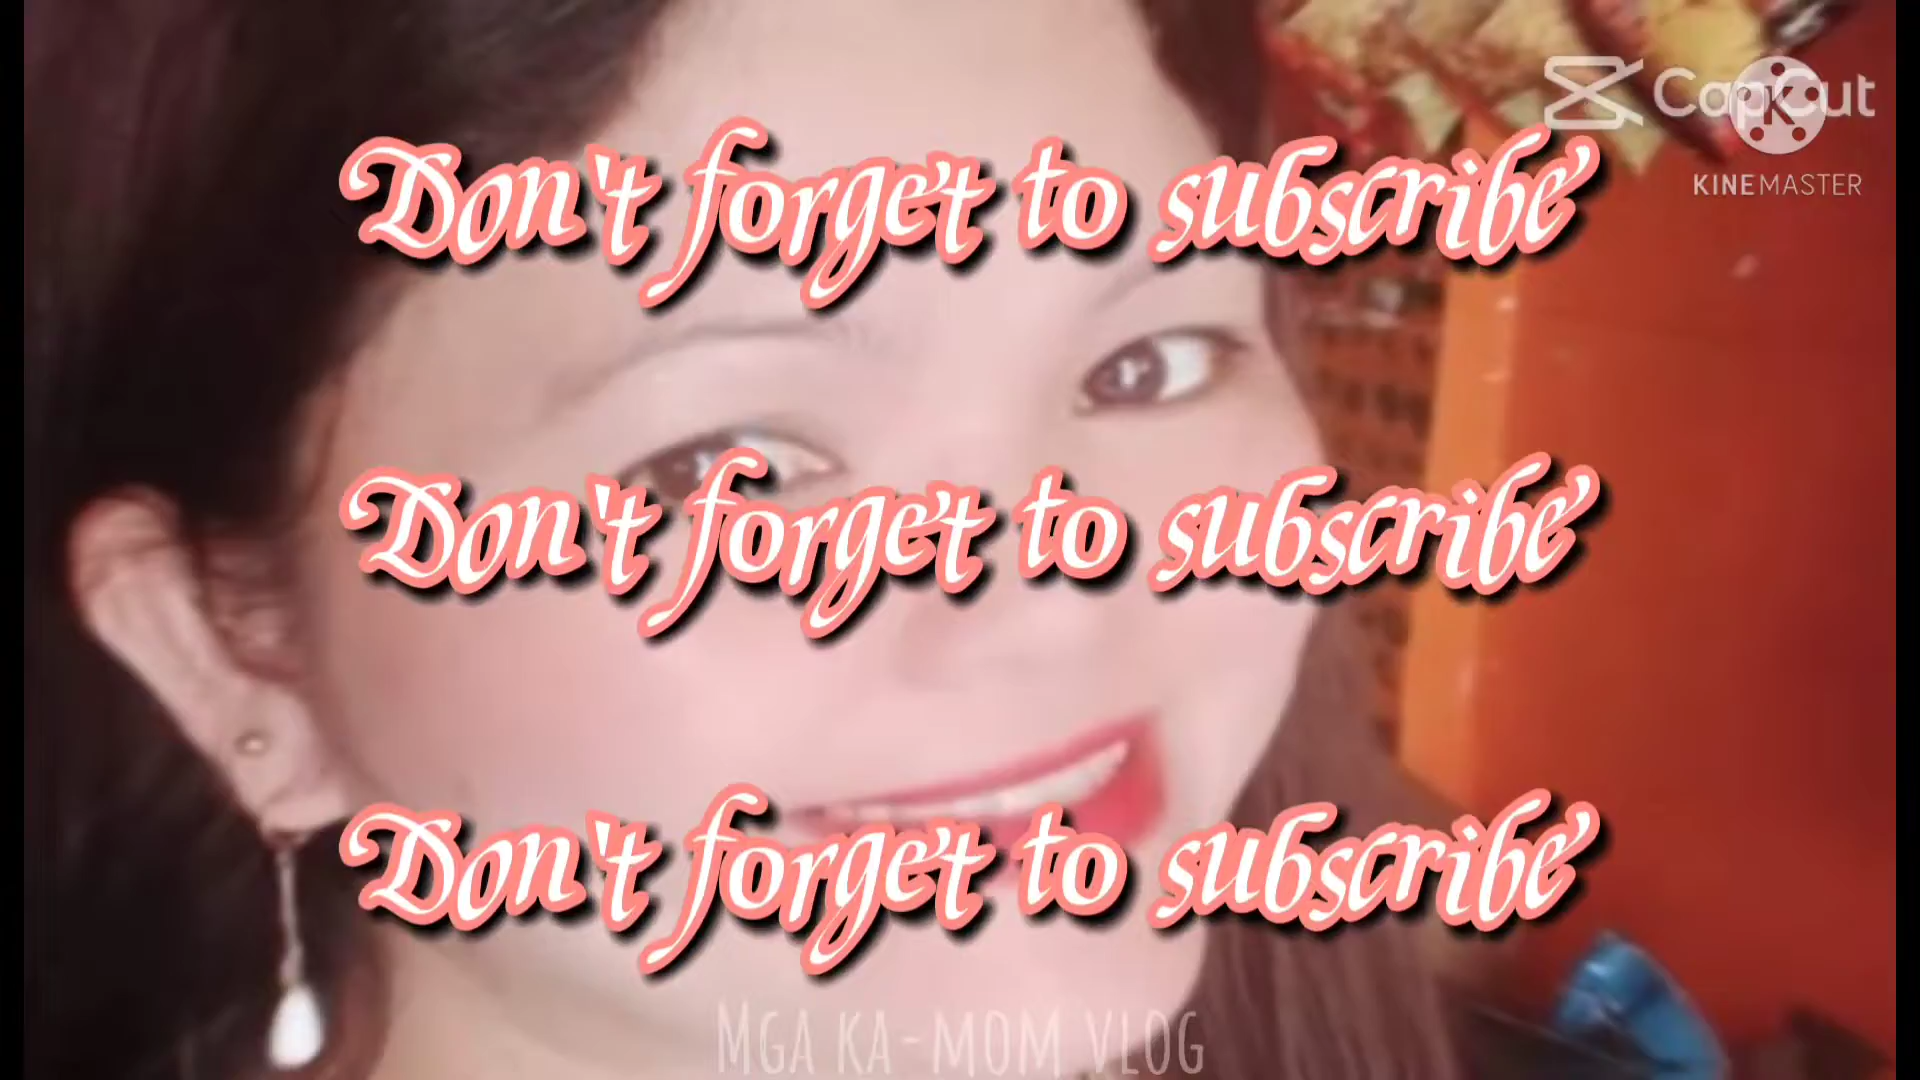 CapCut
KINEMASTER
Don't forget to subscribe
Don't forget to subscribe
Don't forget to subscribe
MGA KA-MOM VLOG